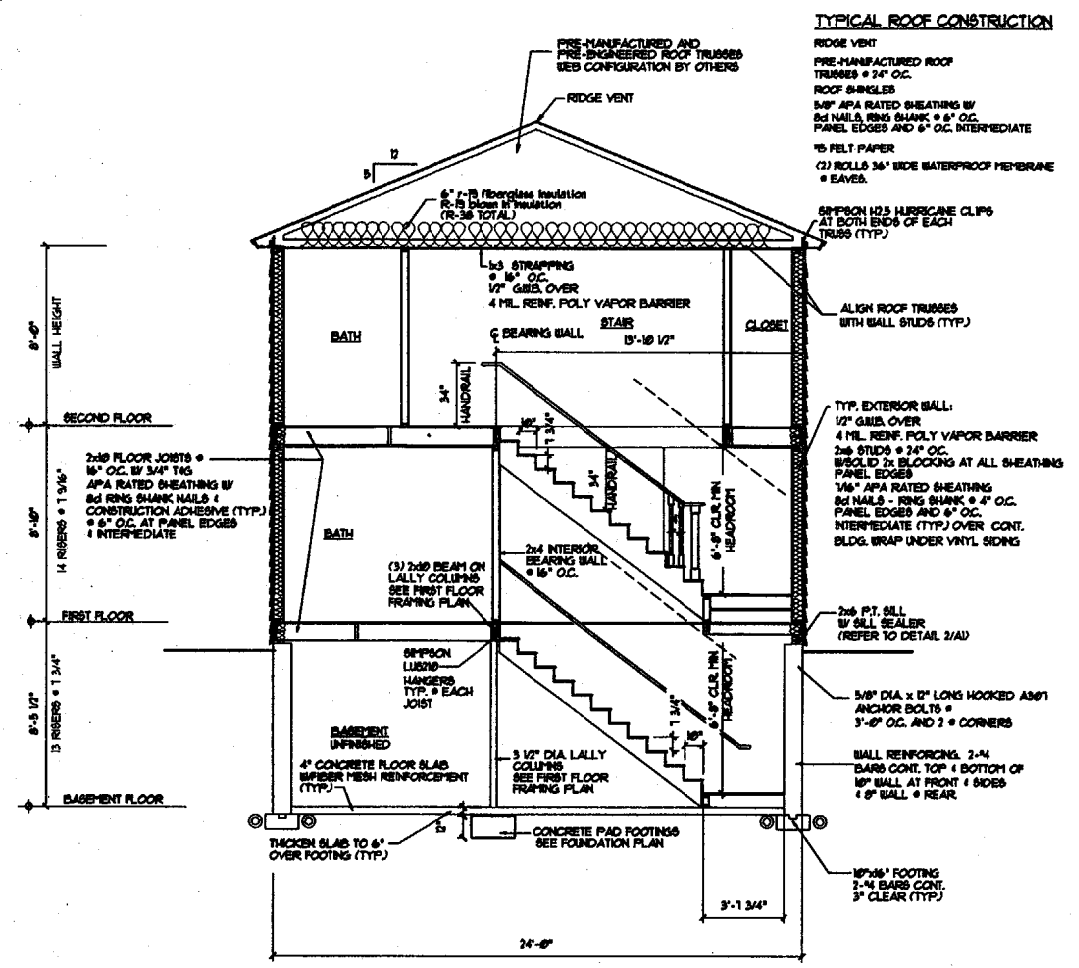 TYPICAL ROOF CONSTRUCTION
RIDGE VENT
PRE-MANUFACTURED ROOF
TRUSSES @ 24" O.C.
ROOF SHINGLES
5/8" APA RATED SHEATHING W/
8d NAILS, RING SHANK @ 6" O.C.
PANEL EDGES AND 6" O.C. INTERMEDIATE
15 FELT PAPER
(2) ROLLS 36" WIDE WATERPROOF MEMBRANE
@ EAVES.
PRE-MANUFACTURED AND
PRE-ENGINEERED ROOF TRUSSES
WEB CONFIGURATION BY OTHERS
RIDGE VENT
12
5
6" r-19 fiberglass insulation
R-19 blown in insulation
(R-38 TOTAL)
SIMPSON H2.5 HURRICANE CLIPS
AT BOTH ENDS OF EACH
TRUSS (TYP.)
1x3 STRAPPING
@ 16" O.C.
1/2" G.W.B. OVER
4 MIL. REINF. POLY VAPOR BARRIER
ALIGN ROOF TRUSSES
WITH WALL STUDS (TYP.)
8'-0"
WALL HEIGHT
BATH
STAIR
CLOSET
℄ BEARING WALL
13'-10 1/2"
34"
HANDRAIL
SECOND FLOOR
10"
7 3/4"
TYP. EXTERIOR WALL:
1/2" G.W.B. OVER
4 MIL. REINF. POLY VAPOR BARRIER
2x6 STUDS @ 24" O.C.
W/SOLID 2x BLOCKING AT ALL SHEATHING
PANEL EDGES
7/16" APA RATED SHEATHING
8d NAILS - RING SHANK @ 4" O.C.
PANEL EDGES AND 6" O.C.
INTERMEDIATE (TYP.) OVER CONT.
BLDG. WRAP UNDER VINYL SIDING
2x10 FLOOR JOISTS @
16" O.C. W/ 3/4" T&G
APA RATED SHEATHING W/
8d RING SHANK NAILS &
CONSTRUCTION ADHESIVE (TYP.)
@ 6" O.C. AT PANEL EDGES
& INTERMEDIATE
8'-10"
14 RISERS @ 7 9/16"
BATH
34"
HANDRAIL
6'-8" CLR. MIN.
HEADROOM
2x4 INTERIOR
BEARING WALL
@ 16" O.C.
(3) 2x10 BEAM ON
LALLY COLUMNS
SEE FIRST FLOOR
FRAMING PLAN
FIRST FLOOR
2x6 P.T. SILL
W/ SILL SEALER
(REFER TO DETAIL 2/A1)
SIMPSON
LUS210
HANGERS
TYP. @ EACH
JOIST
8'-5 1/2"
13 RISERS @ 7 3/4"
6'-8" CLR. MIN.
HEADROOM
7 3/4"
10"
5/8" DIA. x 12" LONG HOOKED A307
ANCHOR BOLTS @
3'-0" O.C. AND 2 @ CORNERS
BASEMENT
UNFINISHED
4" CONCRETE FLOOR SLAB
W/FIBER MESH REINFORCEMENT
(TYP.)
3 1/2" DIA. LALLY
COLUMNS
SEE FIRST FLOOR
FRAMING PLAN
WALL REINFORCING. 2-#4
BARS CONT. TOP & BOTTOM OF
10" WALL AT FRONT & SIDES
& 8" WALL @ REAR
BASEMENT FLOOR
12"
THICKEN SLAB TO 6"
OVER FOOTING (TYP.)
CONCRETE PAD FOOTINGS
SEE FOUNDATION PLAN
10"x16" FOOTING
2-#4 BARS CONT.
3" CLEAR (TYP.)
3'-7 3/4"
24'-0"